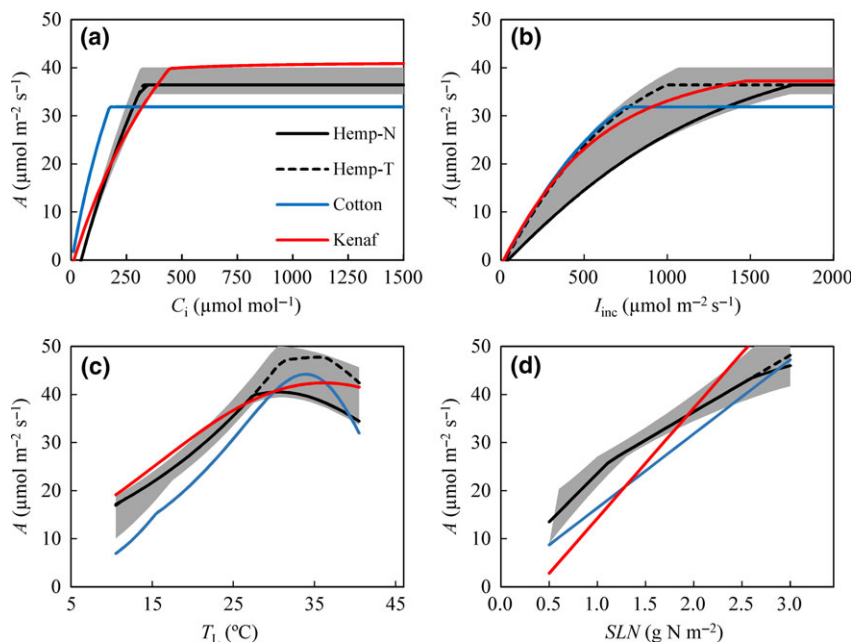 50
40
30
20
10
0
A (μmol m⁻² s⁻¹)
(a)
Hemp-N
Hemp-T
Cotton
Kenaf
0 250 500 750 1000 1250 1500
Cᵢ (μmol mol⁻¹)
50
40
30
20
10
0
A (μmol m⁻² s⁻¹)
(b)
0 500 1000 1500 2000
I_inc (μmol m⁻² s⁻¹)
50
40
30
20
10
0
A (μmol m⁻² s⁻¹)
(c)
5 15 25 35 45
T_L (ºC)
50
40
30
20
10
0
A (μmol m⁻² s⁻¹)
(d)
0.0 0.5 1.0 1.5 2.0 2.5 3.0
SLN (g N m⁻²)